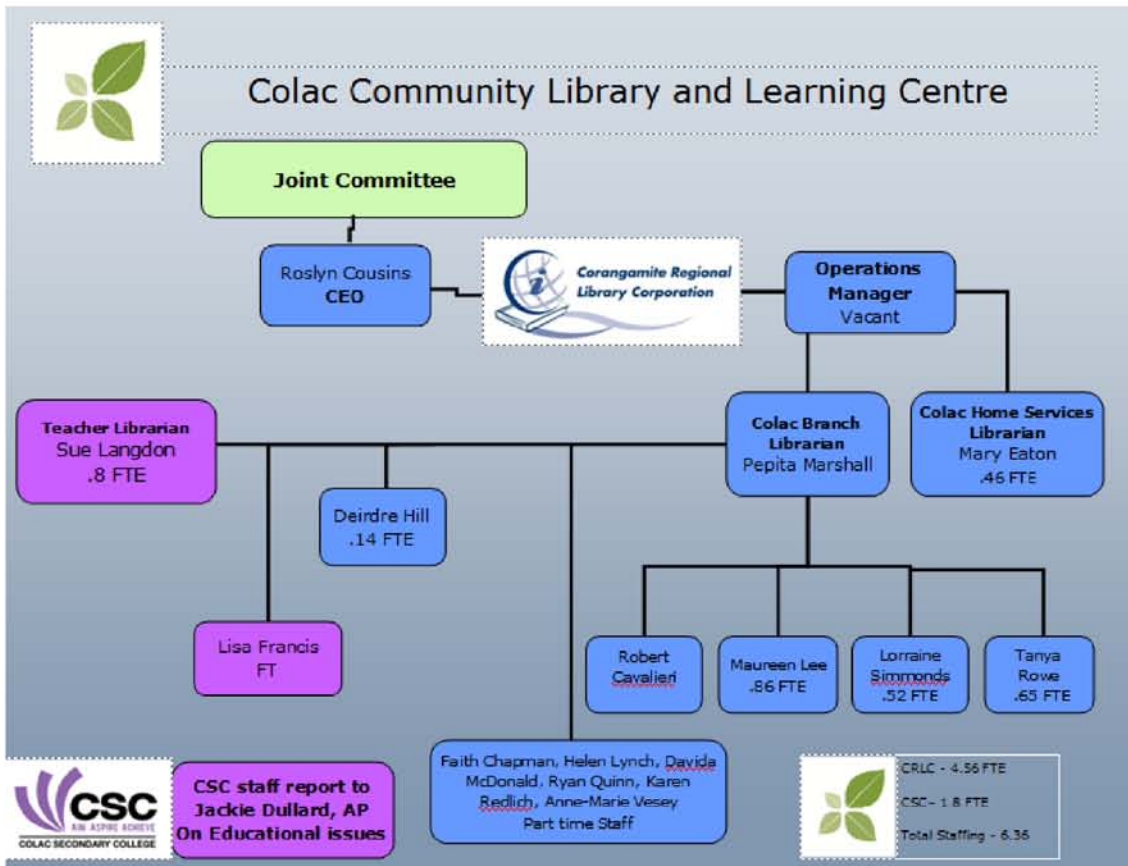 Colac Community Library and Learning Centre
Joint Committee
Roslyn Cousins
CEO
Corangamite Regional
Library Corporation
Operations
Manager
Vacant
Teacher Librarian
Sue Langdon
.8 FTE
Colac Branch
Librarian
Pepita Marshall
Colac Home Services
Librarian
Mary Eaton
.46 FTE
Deirdre Hill
.14 FTE
Lisa Francis
FT
Robert
Cavalieri
Maureen Lee
.86 FTE
Lorraine
Simmonds
.52 FTE
Tanya
Rowe
.65 FTE
Faith Chapman, Helen Lynch, Davida
McDonald, Ryan Quinn, Karen
Redlich, Anne-Marie Vesey
Part time Staff
CSC
AIM ASPIRE ACHIEVE
COLAC SECONDARY COLLEGE
CSC staff report to
Jackie Dullard, AP
On Educational issues
CRLC - 4.56 FTE
CSC- 1.8 FTE
Total Staffing - 6.36